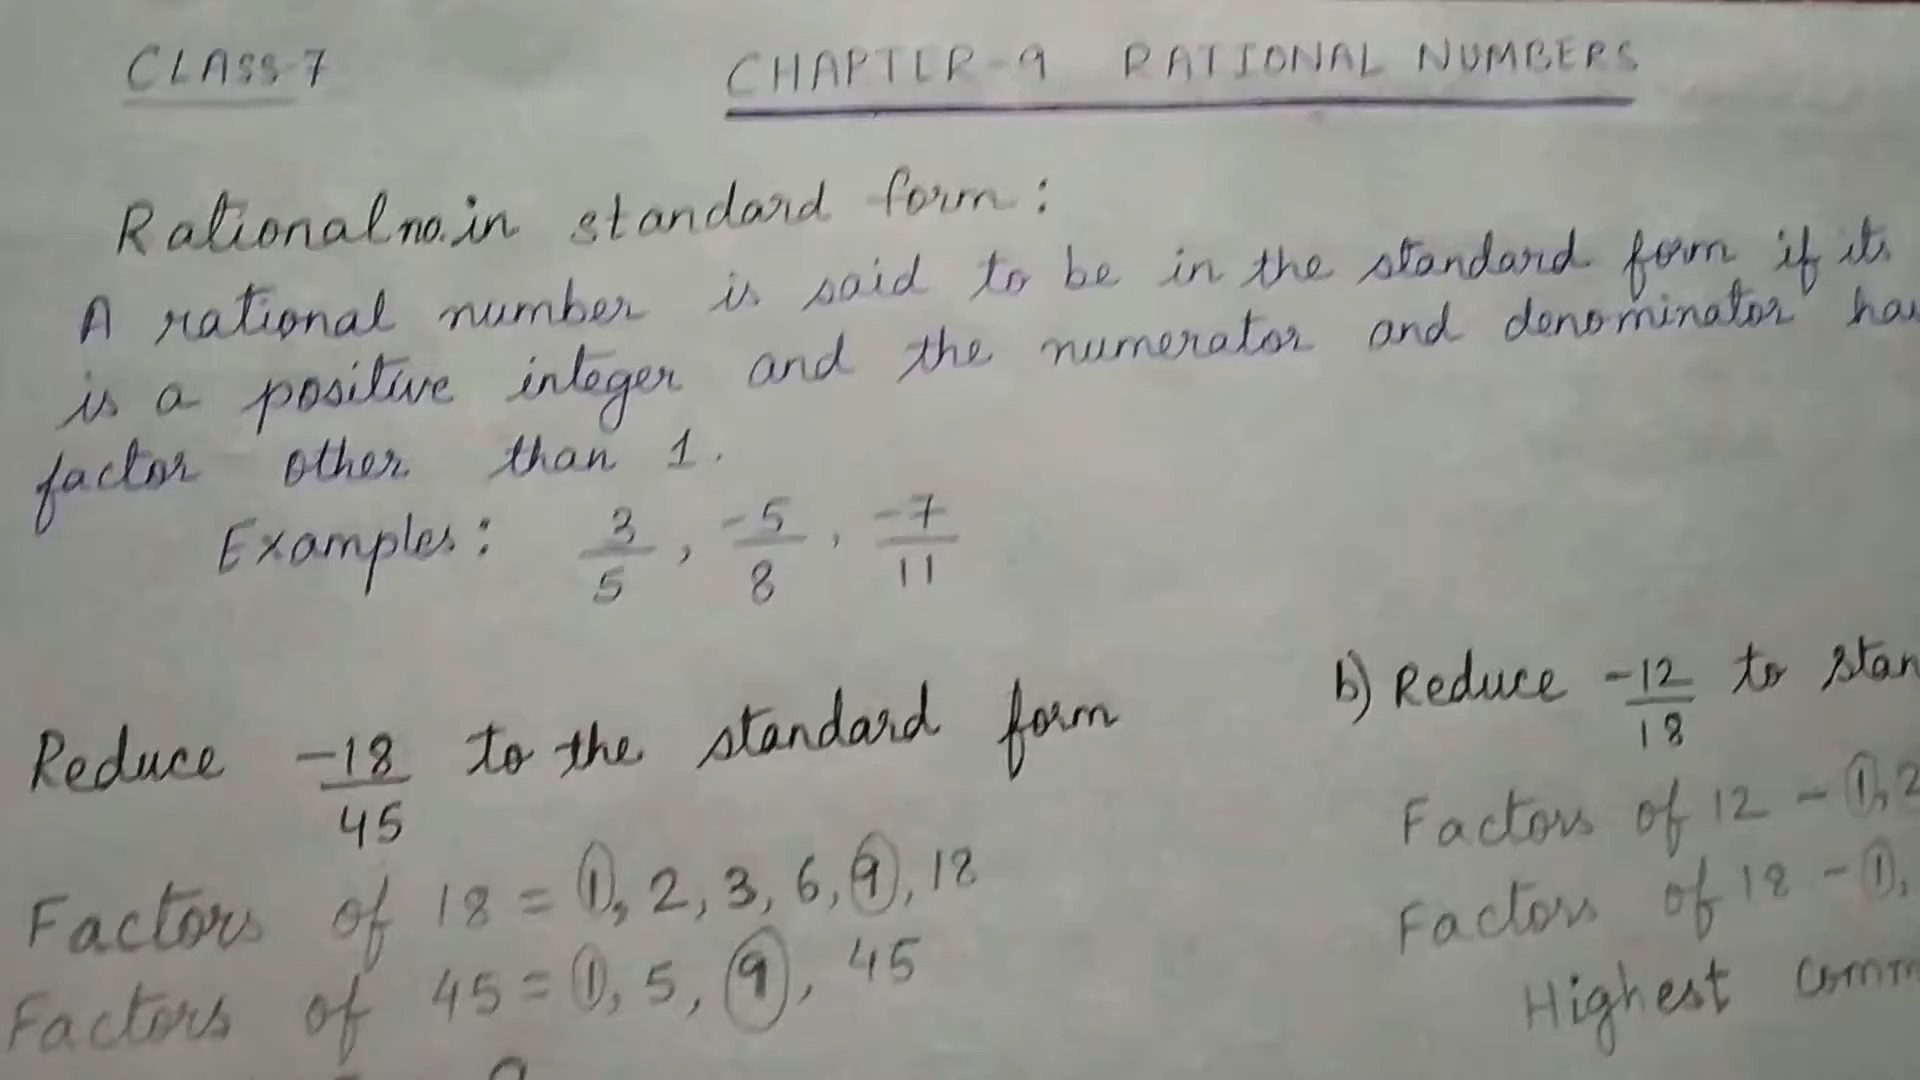 CLASS-7
CHAPTER-9 RATIONAL NUMBERS
Rational no. in standard form:
A rational number is said to be in the standard form if its
is a positive integer and the numerator and denominator ha
factor other than 1.
Examples: 3/5, -5/8, -7/11
Reduce -18/45 to the standard form
Factors of 18 = 1, 2, 3, 6, 9, 18
Factors of 45 = 1, 5, 9, 45
b) Reduce -12/18 to stan
Factors of 12 - 1, 2
Factors of 18 - 1,
Highest comm